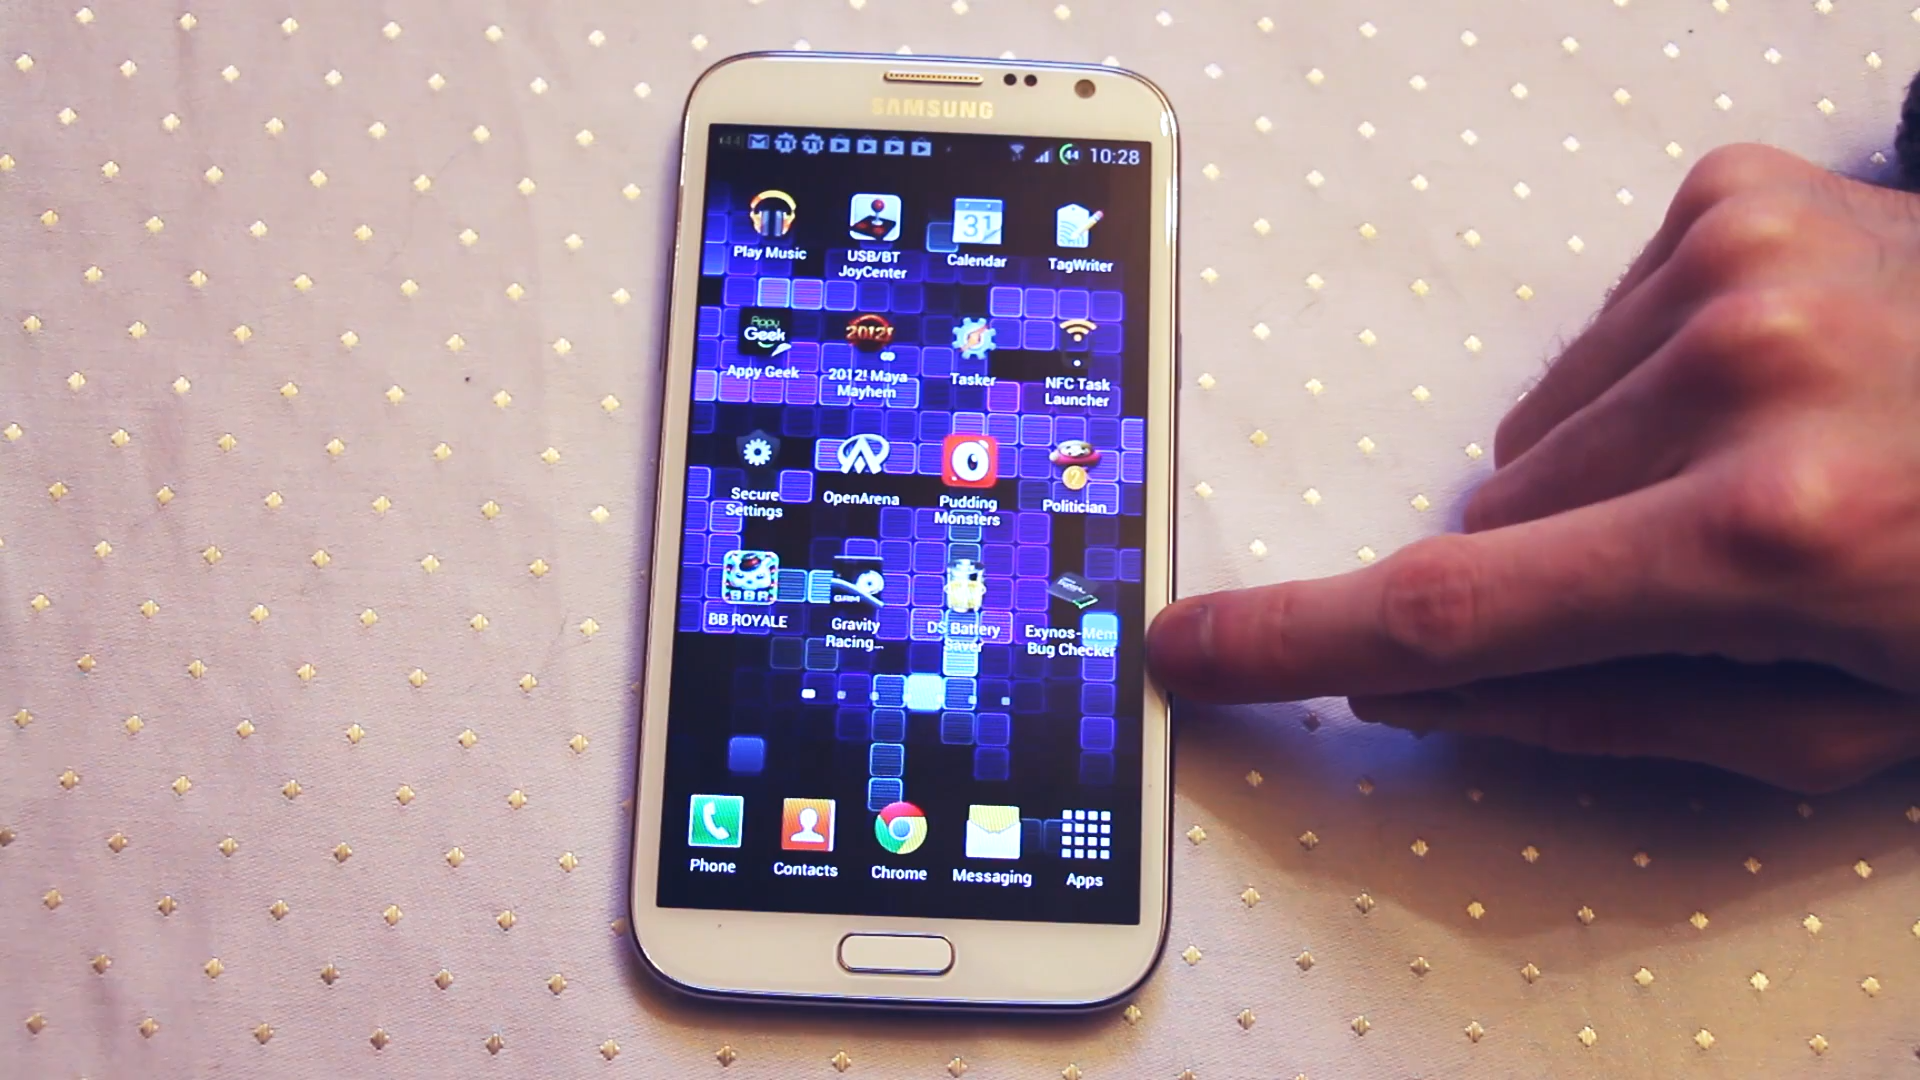 SAMSUNG
44 10:28
31
Play Music
USB/BT
JoyCenter
Calendar
TagWriter
Appy
Geek
2012!
Appy Geek
2012! Maya
Mayhem
Tasker
NFC Task
Launcher
Secure
Settings
OpenArena
Pudding
Monsters
Politician
BB ROYALE
Gravity
Racing...
DS Battery
Saver
Exynos-Mem
Bug Checker
Phone
Contacts
Chrome
Messaging
Apps